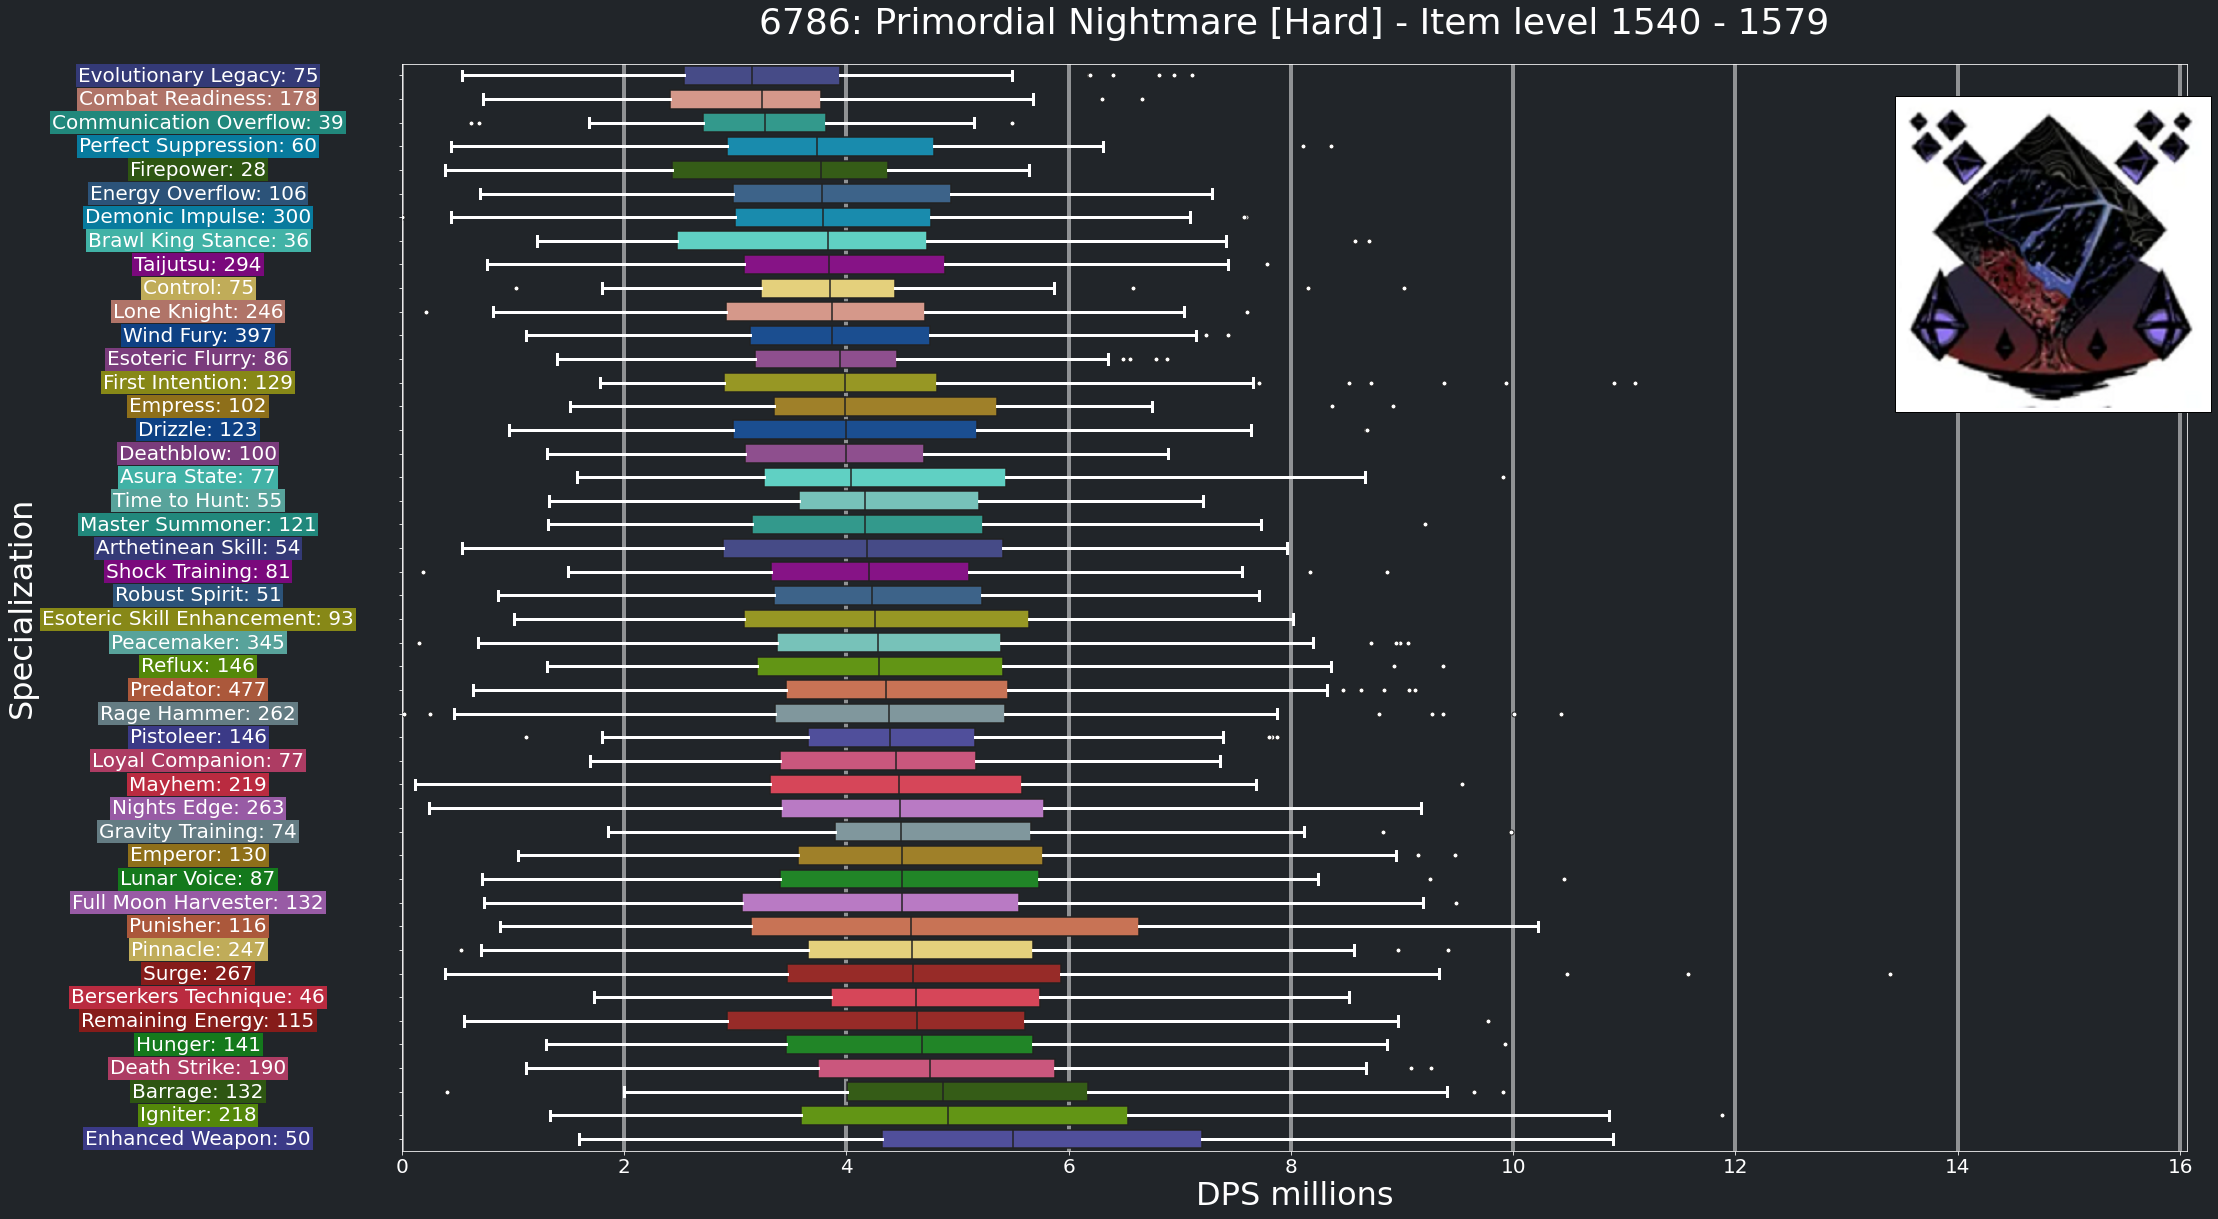 6786: Primordial Nightmare [Hard] - Item level 1540 - 1579
Evolutionary Legacy: 75
Combat Readiness: 178
Communication Overflow: 39
Perfect Suppression: 60
Firepower: 28
Energy Overflow: 106
Demonic Impulse: 300
Brawl King Stance: 36
Taijutsu: 294
Control: 75
Lone Knight: 246
Wind Fury: 397
Esoteric Flurry: 86
First Intention: 129
Empress: 102
Drizzle: 123
Deathblow: 100
Asura State: 77
Time to Hunt: 55
Master Summoner: 121
Arthetinean Skill: 54
Shock Training: 81
Robust Spirit: 51
Esoteric Skill Enhancement: 93
Peacemaker: 345
Reflux: 146
Predator: 477
Rage Hammer: 262
Pistoleer: 146
Loyal Companion: 77
Mayhem: 219
Nights Edge: 263
Gravity Training: 74
Emperor: 130
Lunar Voice: 87
Full Moon Harvester: 132
Punisher: 116
Pinnacle: 247
Surge: 267
Berserkers Technique: 46
Remaining Energy: 115
Hunger: 141
Death Strike: 190
Barrage: 132
Igniter: 218
Enhanced Weapon: 50
Specialization
0 2 4 6 8 10 12 14 16
DPS millions